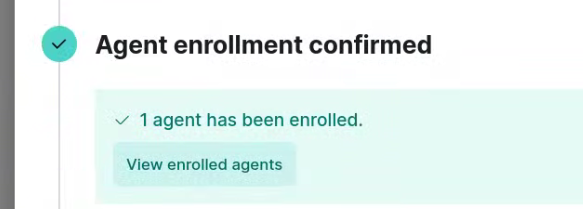 Agent enrollment confirmed
1 agent has been enrolled.
View enrolled agents